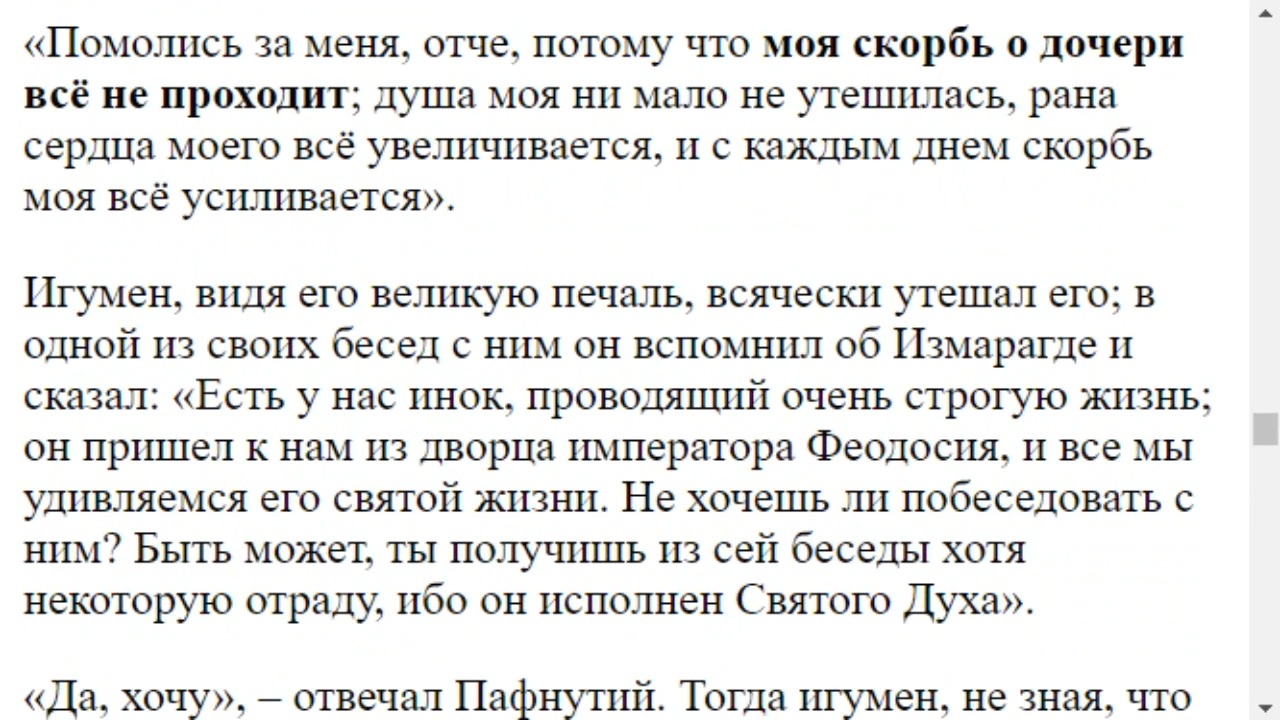 «Помолись за меня, отче, потому что моя скорбь о дочери
всё не проходит; душа моя ни мало не утешилась, рана
сердца моего всё увеличивается, и с каждым днем скорбь
моя всё усиливается».
Игумен, видя его великую печаль, всячески утешал его; в
одной из своих бесед с ним он вспомнил об Измарагде и
сказал: «Есть у нас инок, проводящий очень строгую жизнь;
он пришел к нам из дворца императора Феодосия, и все мы
удивляемся его святой жизни. Не хочешь ли побеседовать с
ним? Быть может, ты получишь из сей беседы хотя
некоторую отраду, ибо он исполнен Святого Духа».
«Да, хочу», – отвечал Пафнутий. Тогда игумен, не зная, что